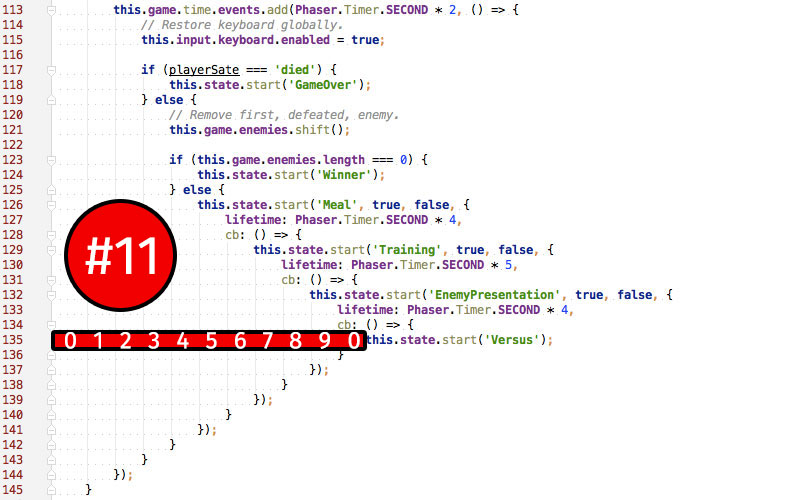 113 this.game.time.events.add(Phaser.Timer.SECOND * 2, () => {
114 // Restore keyboard globally.
115 this.input.keyboard.enabled = true;
116
117 if (playerSate === 'died') {
118 this.state.start('GameOver');
119 } else {
120 // Remove first, defeated, enemy.
121 this.game.enemies.shift();
122
123 if (this.game.enemies.length === 0) {
124 this.state.start('Winner');
125 } else {
126 this.state.start('Meal', true, false, {
127 lifetime: Phaser.Timer.SECOND * 4,
128 cb: () => {
129 this.state.start('Training', true, false, {
130 lifetime: Phaser.Timer.SECOND * 5,
131 cb: () => {
132 this.state.start('EnemyPresentation', true, false, {
133 lifetime: Phaser.Timer.SECOND * 4,
134 cb: () => {
135 this.state.start('Versus');
136 }
137 });
138 }
139 });
140 }
141 });
142 }
143 }
144 });
145 }
#11
0 1 2 3 4 5 6 7 8 9 0